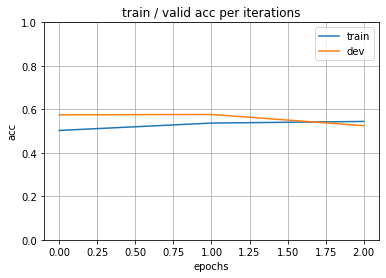 train / valid acc per iterations
train
dev
acc
1.0
0.8
0.6
0.4
0.2
0.0
0.00 0.25 0.50 0.75 1.00 1.25 1.50 1.75 2.00
epochs